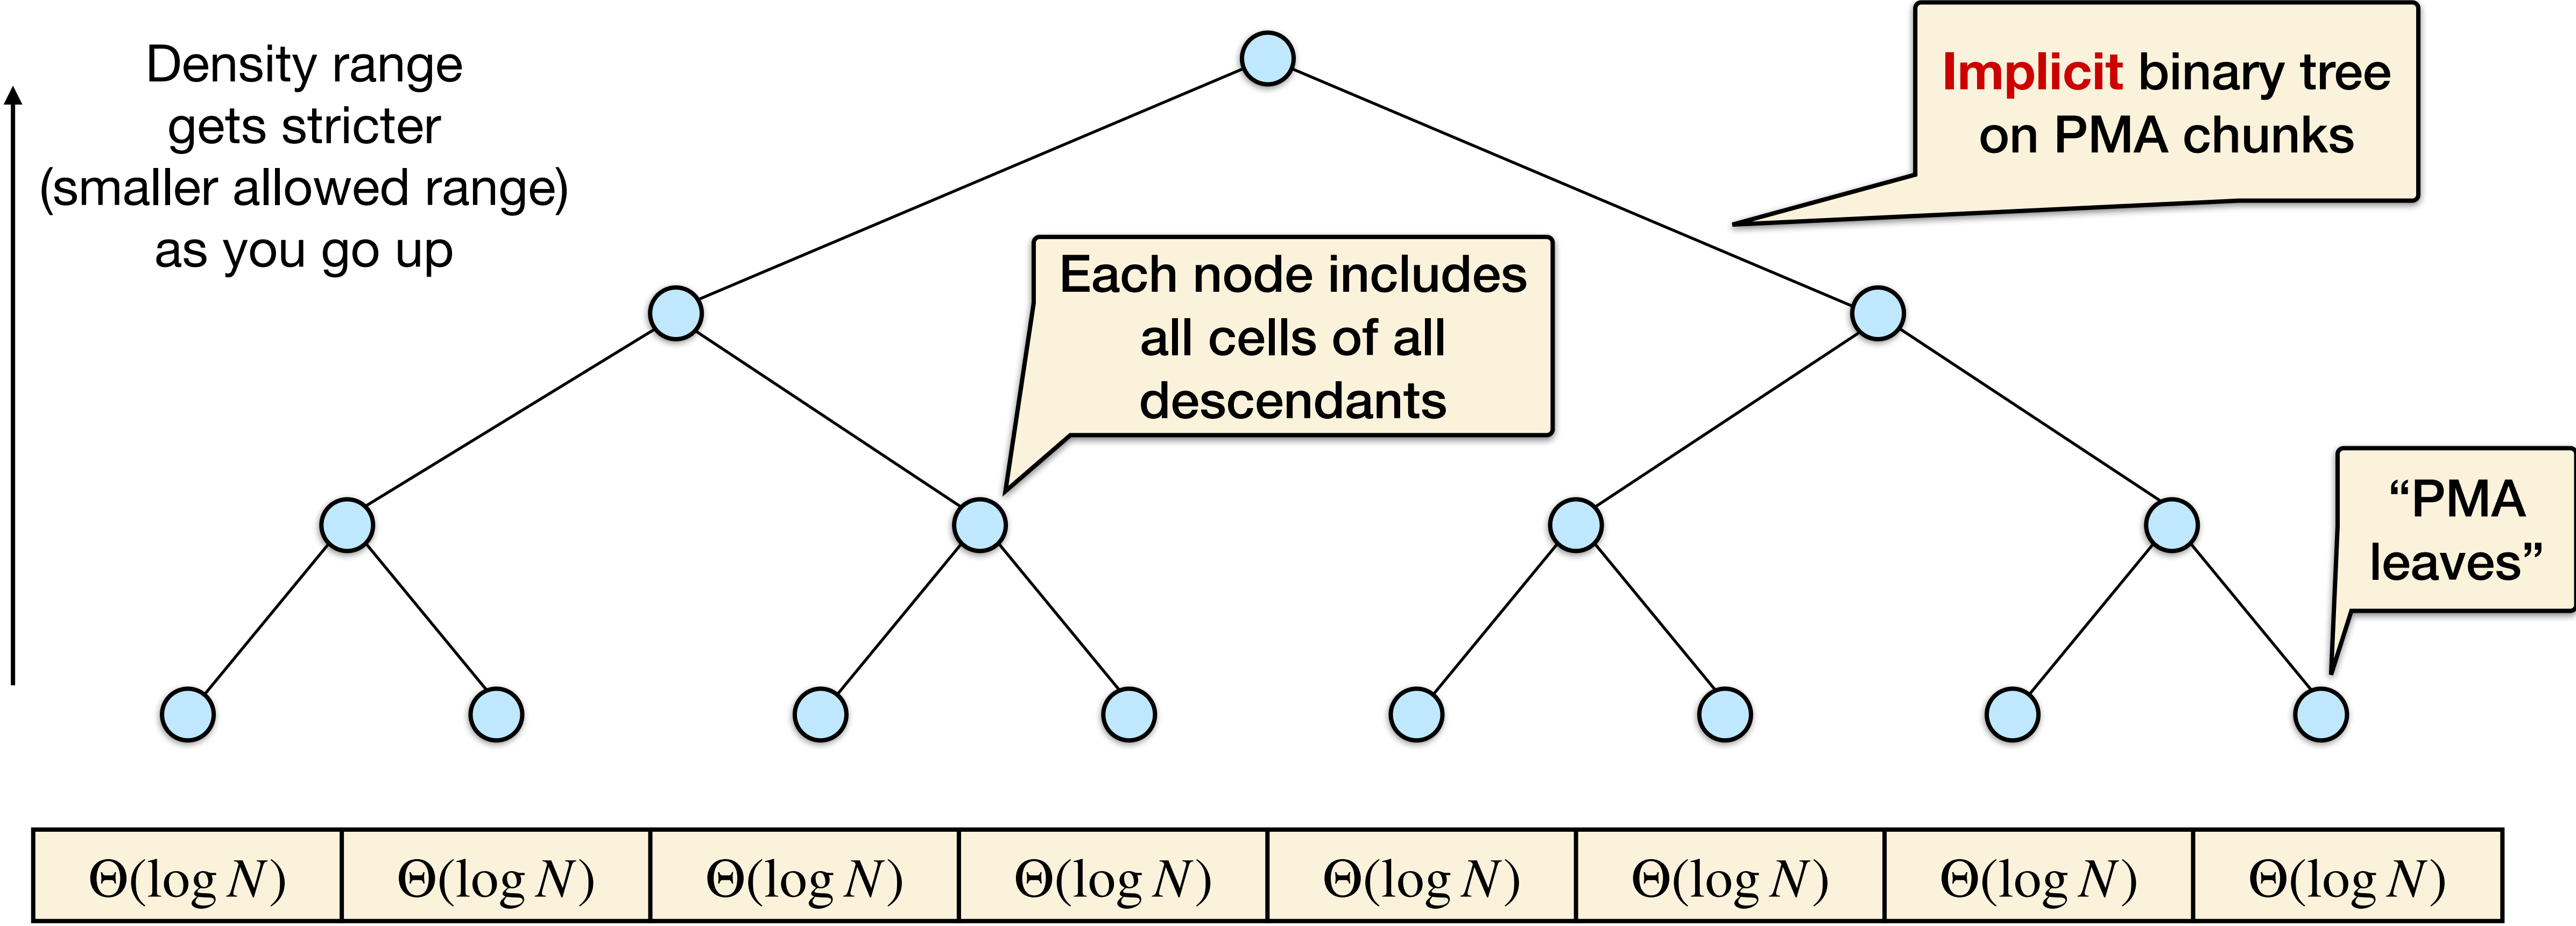 Density range
gets stricter
(smaller allowed range)
as you go up
Implicit binary tree
on PMA chunks
Each node includes
all cells of all
descendants
“PMA
leaves”
Θ(log N) Θ(log N) Θ(log N) Θ(log N) Θ(log N) Θ(log N) Θ(log N) Θ(log N)